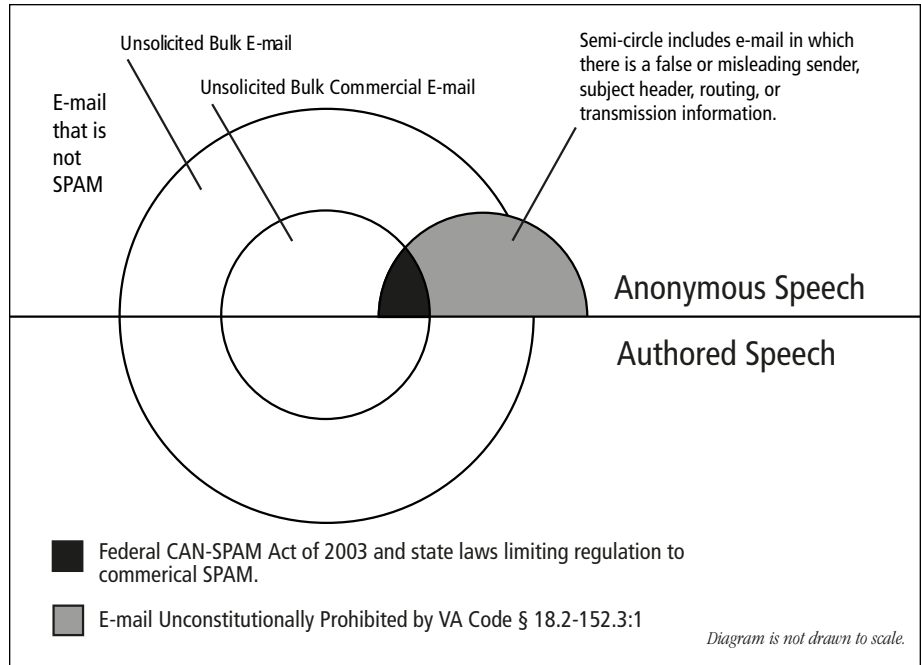 Unsolicited Bulk E-mail
Unsolicited Bulk Commercial E-mail
E-mail
that is
not
SPAM
Semi-circle includes e-mail in which
there is a false or misleading sender,
subject header, routing, or
transmission information.
Anonymous Speech
Authored Speech
Federal CAN-SPAM Act of 2003 and state laws limiting regulation to
commerical SPAM.
E-mail Unconstitutionally Prohibited by VA Code § 18.2-152.3:1
Diagram is not drawn to scale.